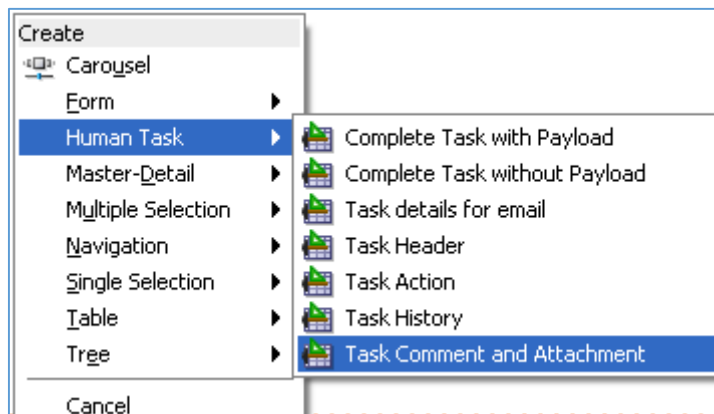 Create
Carousel
Form
Human Task
Master-Detail
Multiple Selection
Navigation
Single Selection
Table
Tree
Cancel
Complete Task with Payload
Complete Task without Payload
Task details for email
Task Header
Task Action
Task History
Task Comment and Attachment